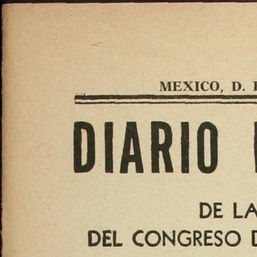 MEXICO, D.
DIARIO
DE LA
DEL CONGRESO D